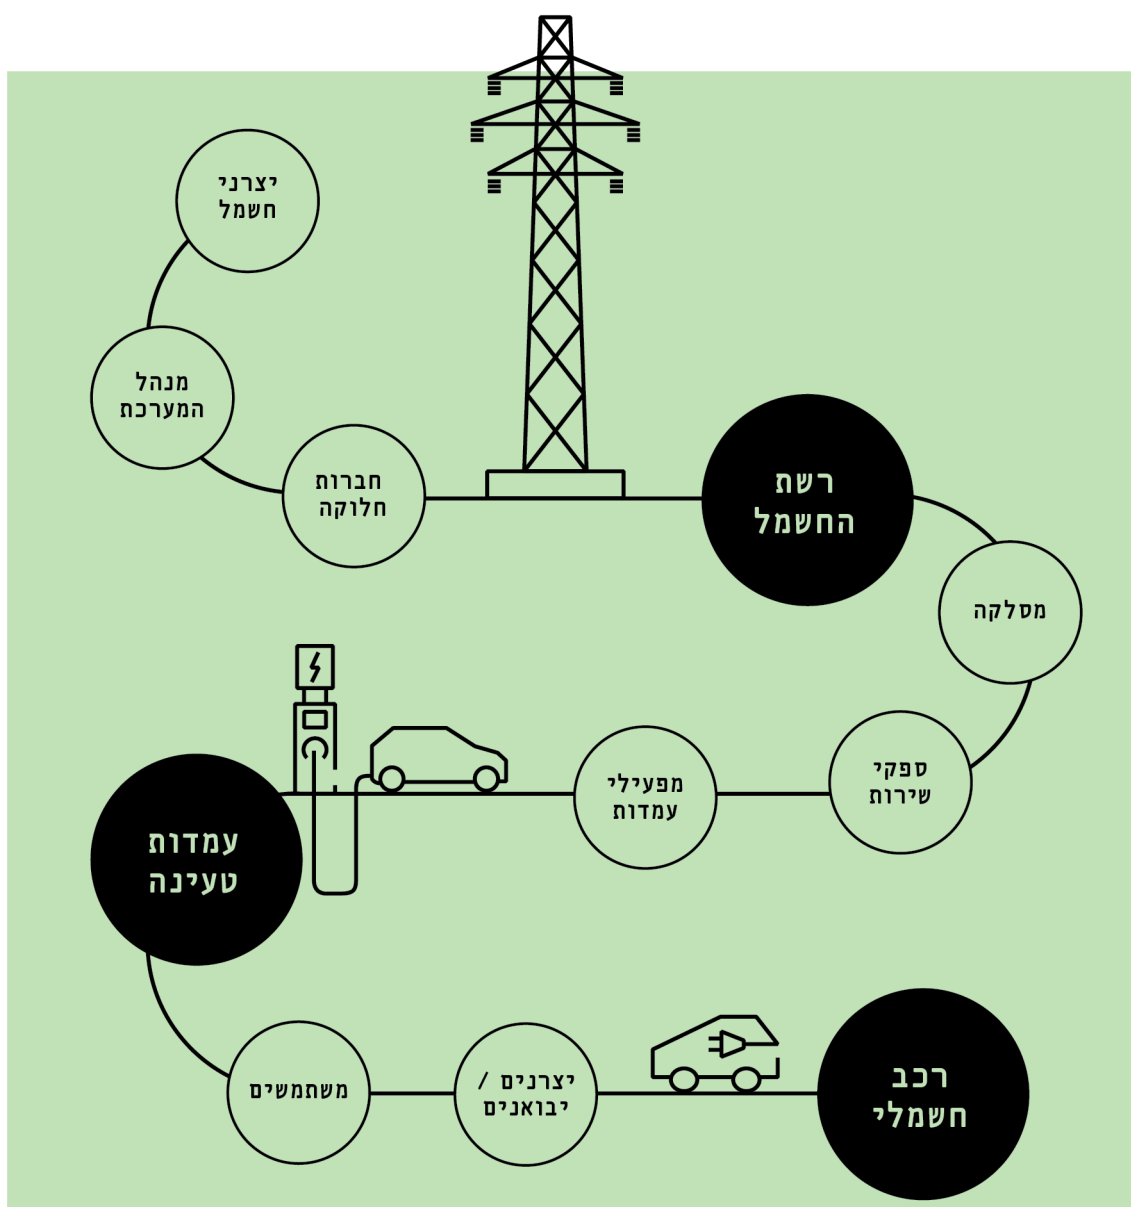 יצרני
חשמל
מנהל
המערכת
חברות
חלוקה
רשת
החשמל
מסלקה
ספקי
שירות
מפעילי
עמדות
עמדות
טעינה
משתמשים
יצרנים /
יבואנים
רכב
חשמלי